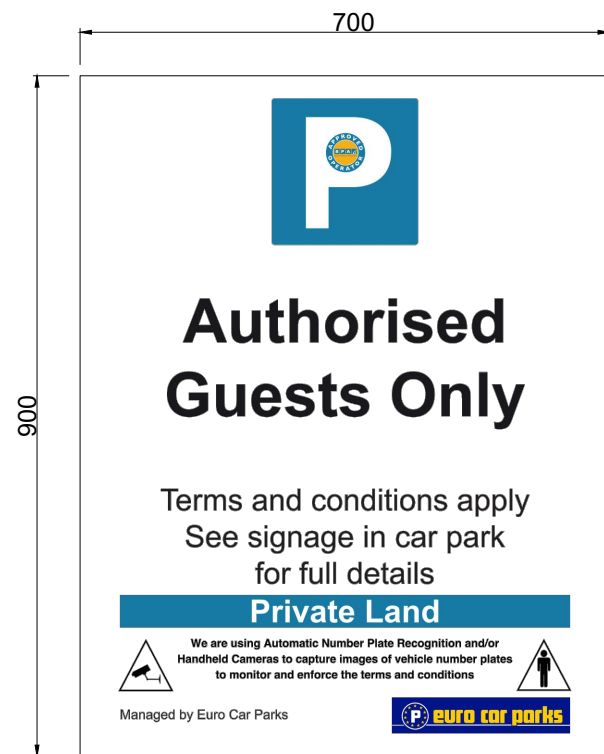 700
900
P
APPROVED
B.P.A.
OPERATOR
Authorised
Guests Only
Terms and conditions apply
See signage in car park
for full details
Private Land
We are using Automatic Number Plate Recognition and/or
Handheld Cameras to capture images of vehicle number plates
to monitor and enforce the terms and conditions
Managed by Euro Car Parks
P euro car parks